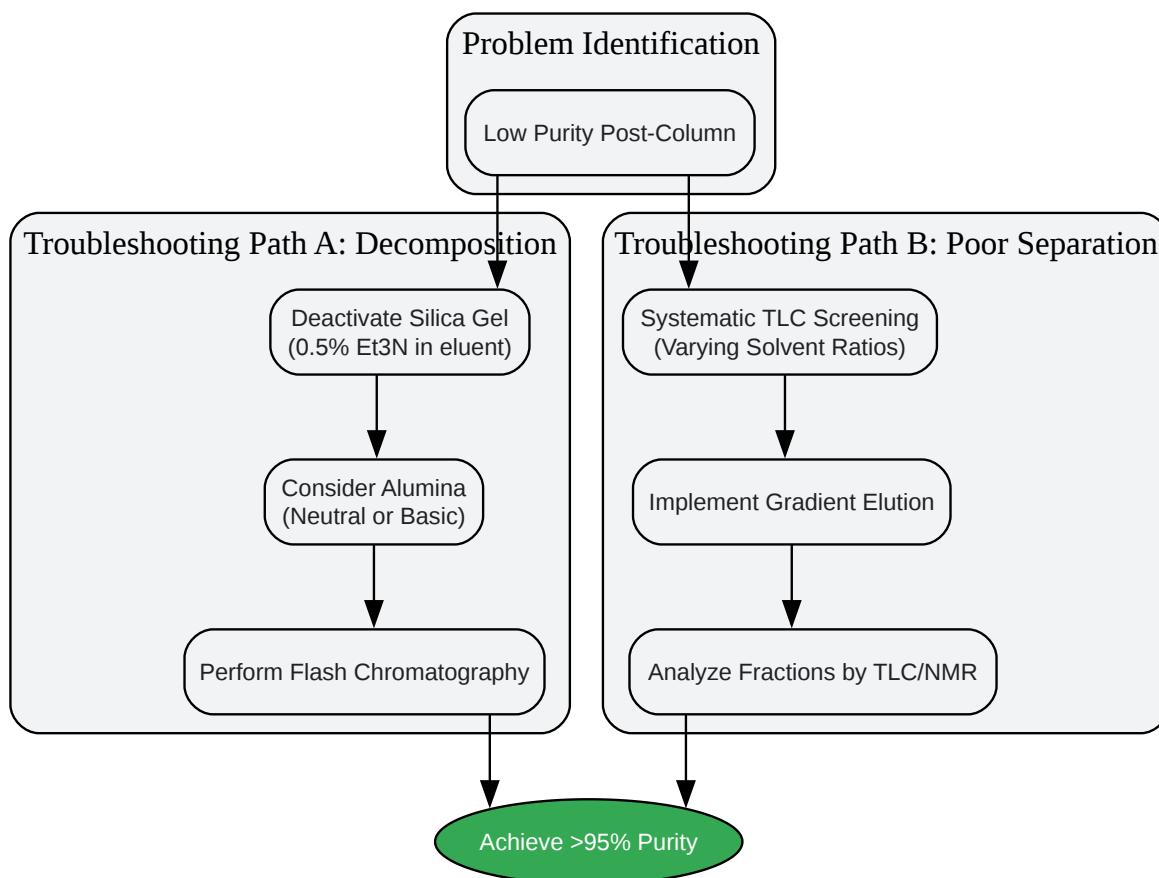 Problem Identification
Low Purity Post-Column
Troubleshooting Path A: Decomposition
Deactivate Silica Gel
(0.5% Et3N in eluent)
Consider Alumina
(Neutral or Basic)
Perform Flash Chromatography
Troubleshooting Path B: Poor Separation
Systematic TLC Screening
(Varying Solvent Ratios)
Implement Gradient Elution
Analyze Fractions by TLC/NMR
Achieve >95% Purity